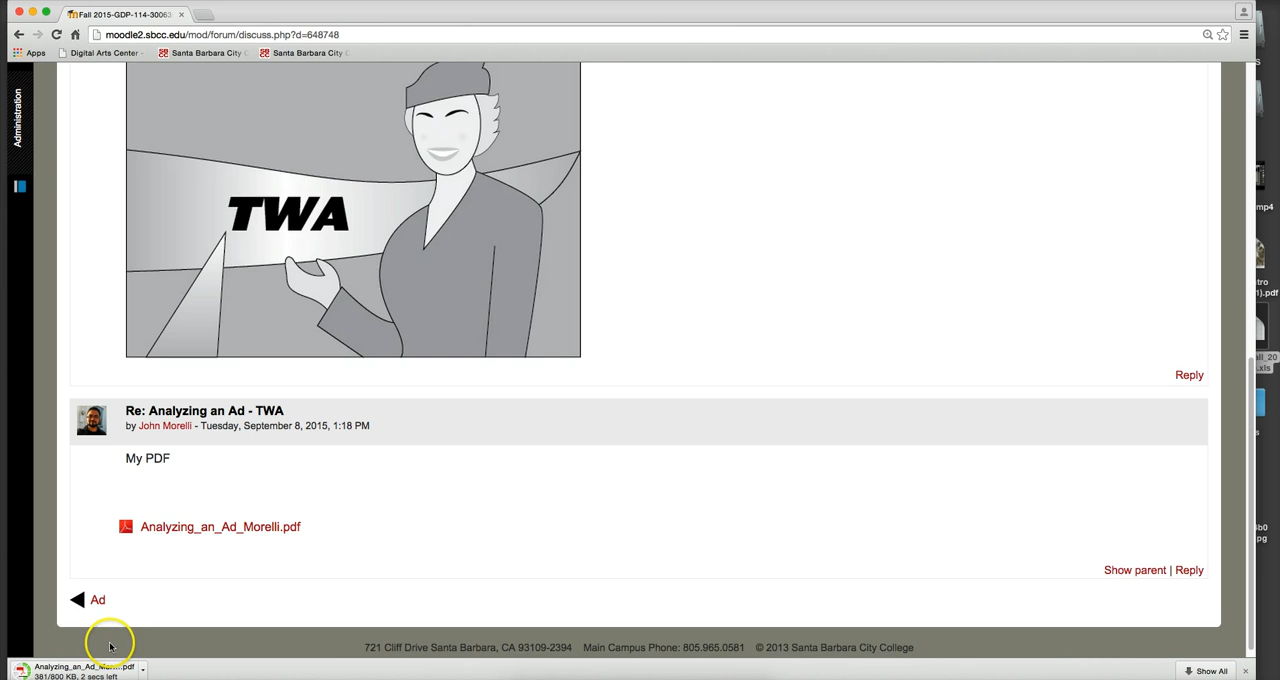 Fall 2015-GDP-114-30063
moodle2.sbcc.edu/mod/forum/discuss.php?d=648748
Apps Digital Arts Center - Santa Barbara City Santa Barbara City
Administration
TWA
Reply
Re: Analyzing an Ad - TWA
by John Morelli - Tuesday, September 8, 2015, 1:18 PM
My PDF
Analyzing_an_Ad_Morelli.pdf
Show parent | Reply
Ad
721 Cliff Drive Santa Barbara, CA 93109-2394 Main Campus Phone: 805.965.0581 © 2013 Santa Barbara City College
Analyzing_an_Ad_Mor....pdf
381/800 KB, 2 secs left
Show All
mp4
.xls